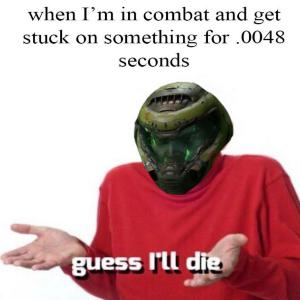 when I’m in combat and get
stuck on something for .0048
seconds
guess I'll die